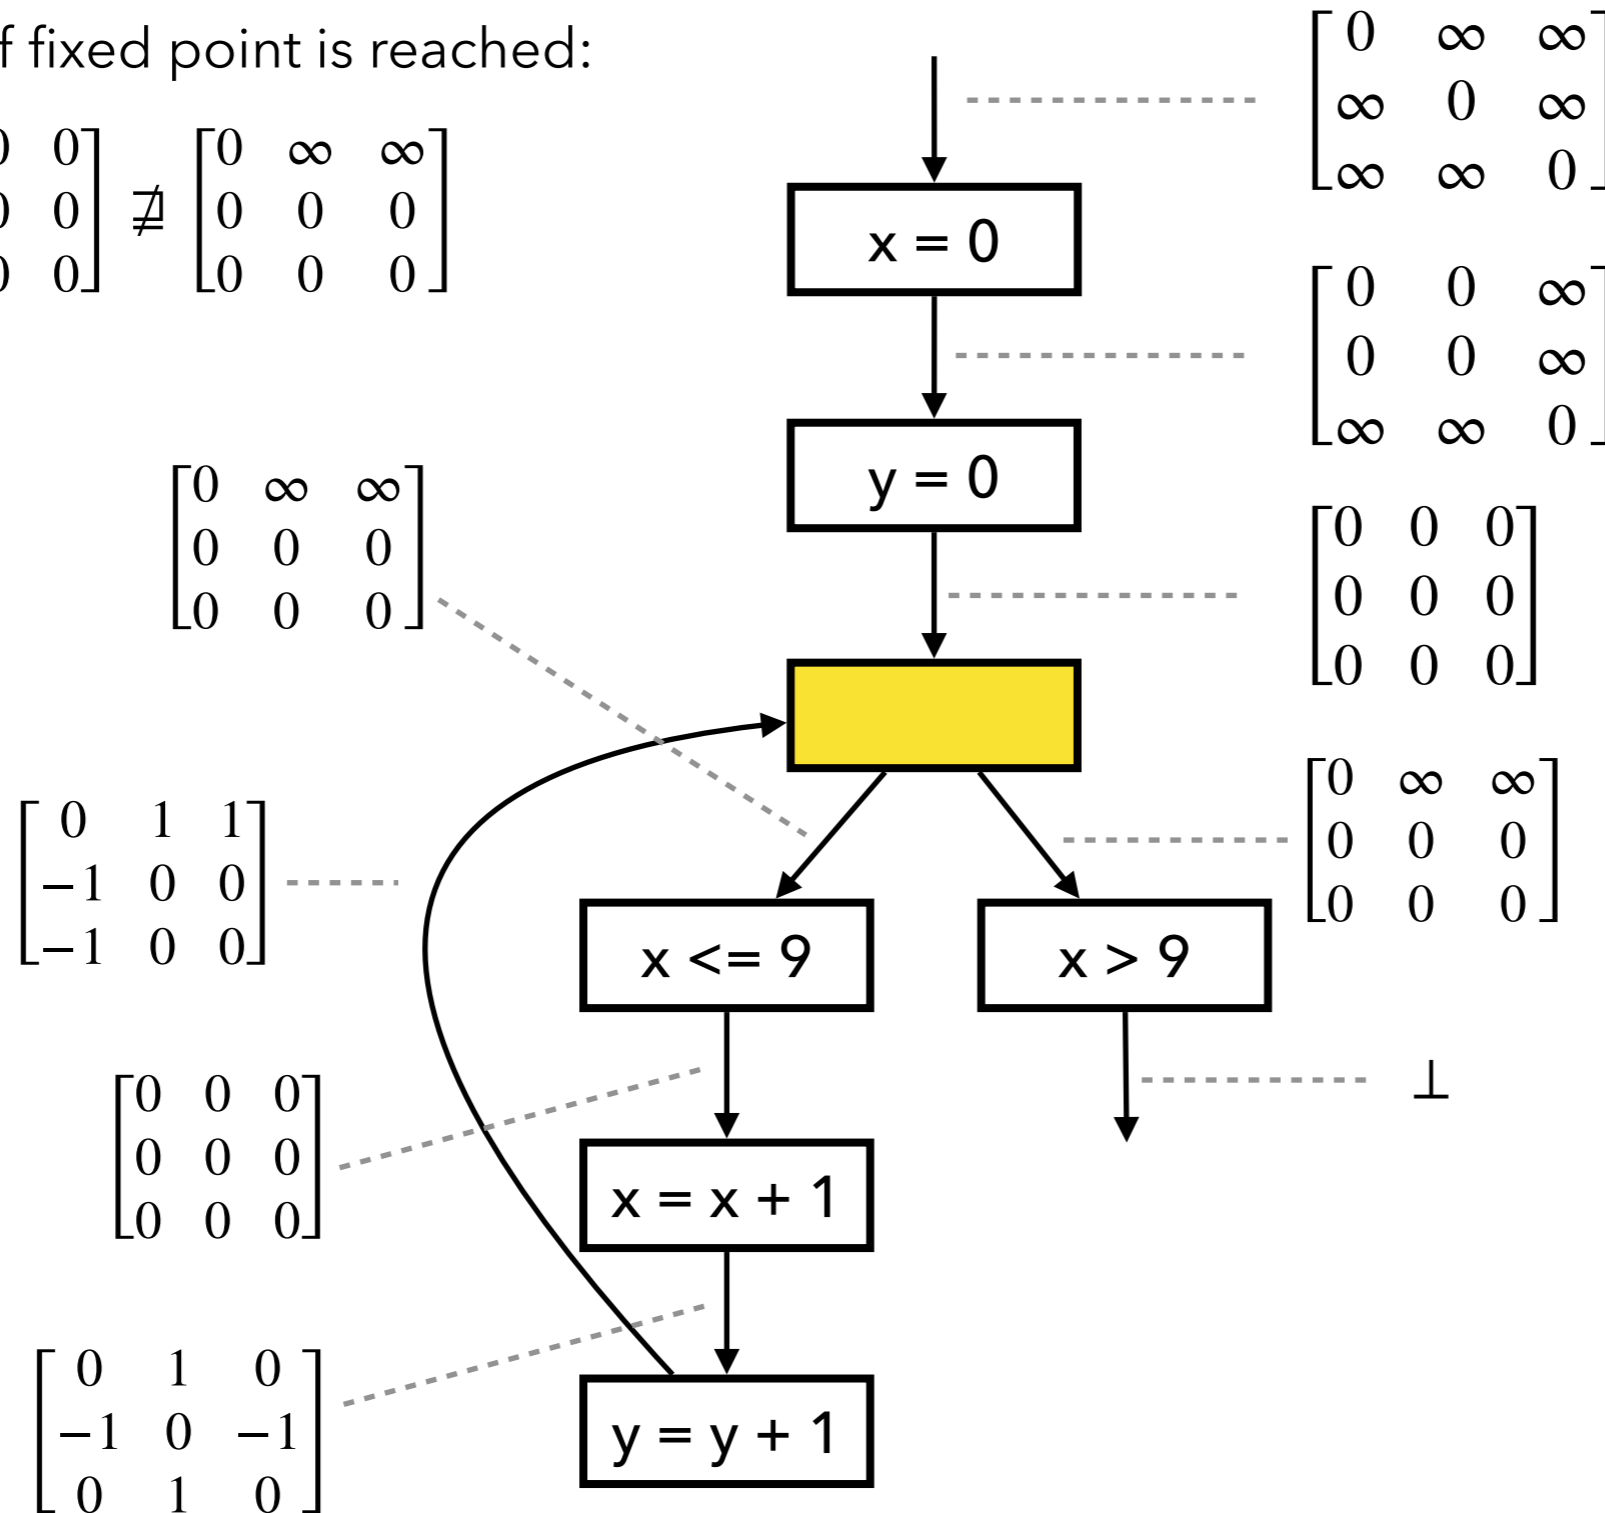 f fixed point is reached:
0 0
0 0
0 0
⋣
0 ∞ ∞
0 0 0
0 0 0
0 ∞ ∞
∞ 0 ∞
∞ ∞ 0
x = 0
0 0 ∞
0 0 ∞
∞ ∞ 0
y = 0
0 ∞ ∞
0 0 0
0 0 0
0 0 0
0 0 0
0 0 0
0 ∞ ∞
0 0 0
0 0 0
0 1 1
−1 0 0
−1 0 0
x <= 9
x > 9
⊥
0 0 0
0 0 0
0 0 0
x = x + 1
0 1 0
−1 0 −1
0 1 0
y = y + 1